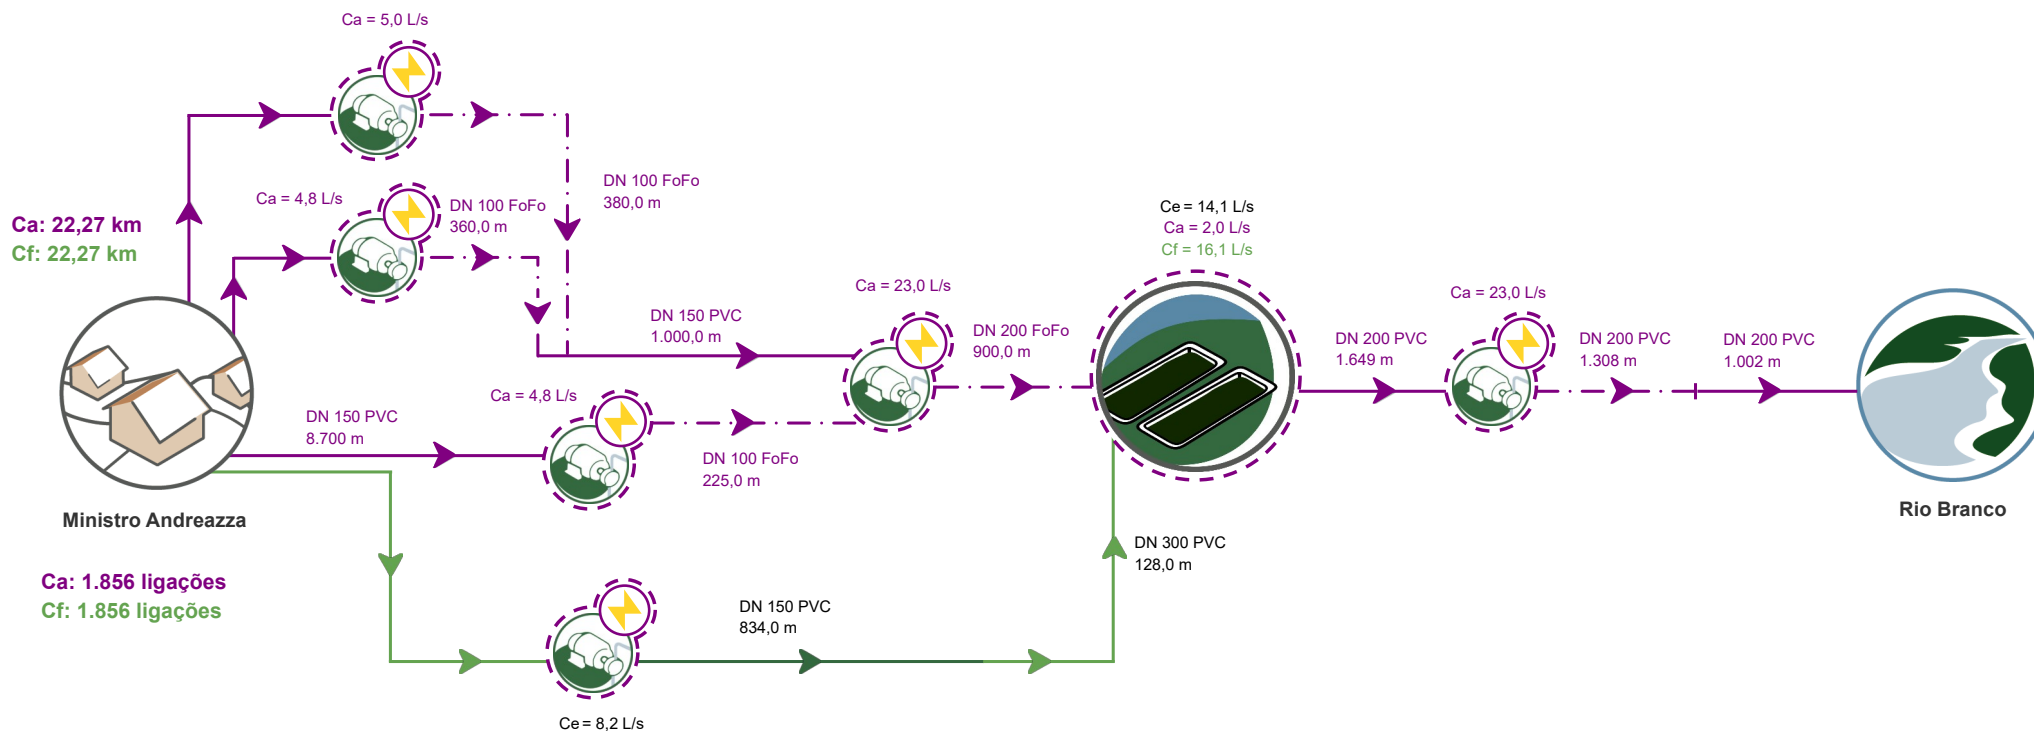 Ca = 5,0 L/s
Ca = 4,8 L/s
DN 100 FoFo
360,0 m
DN 100 FoFo
380,0 m
Ca: 22,27 km
Cf: 22,27 km
Ce = 14,1 L/s
Ca = 2,0 L/s
Cf = 16,1 L/s
Ca = 23,0 L/s
Ca = 23,0 L/s
DN 150 PVC
1.000,0 m
DN 200 FoFo
900,0 m
DN 200 PVC
1.649 m
DN 200 PVC
1.308 m
DN 200 PVC
1.002 m
Ca = 4,8 L/s
DN 150 PVC
8.700 m
DN 100 FoFo
225,0 m
Ministro Andreazza
Rio Branco
DN 300 PVC
128,0 m
Ca: 1.856 ligações
Cf: 1.856 ligações
DN 150 PVC
834,0 m
Ce = 8,2 L/s